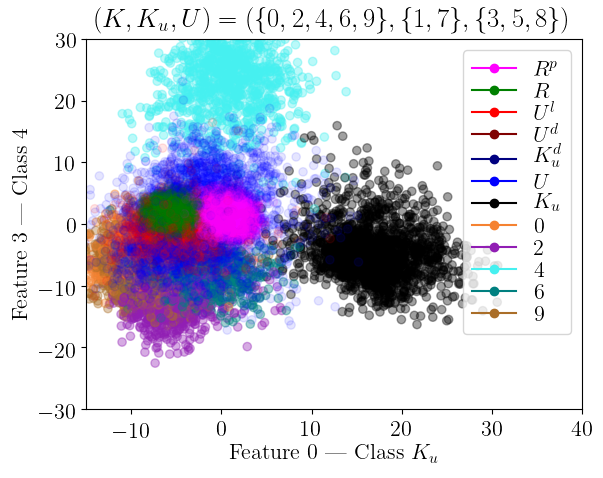 (K, K_u, U) = ({0, 2, 4, 6, 9}, {1, 7}, {3, 5, 8})
Feature 3 — Class 4
30
20
10
0
−10
−20
−30
−10
0
10
20
30
40
Feature 0 — Class K_u
R^p
R
U^l
U^d
K_u^d
U
K_u
0
2
4
6
9